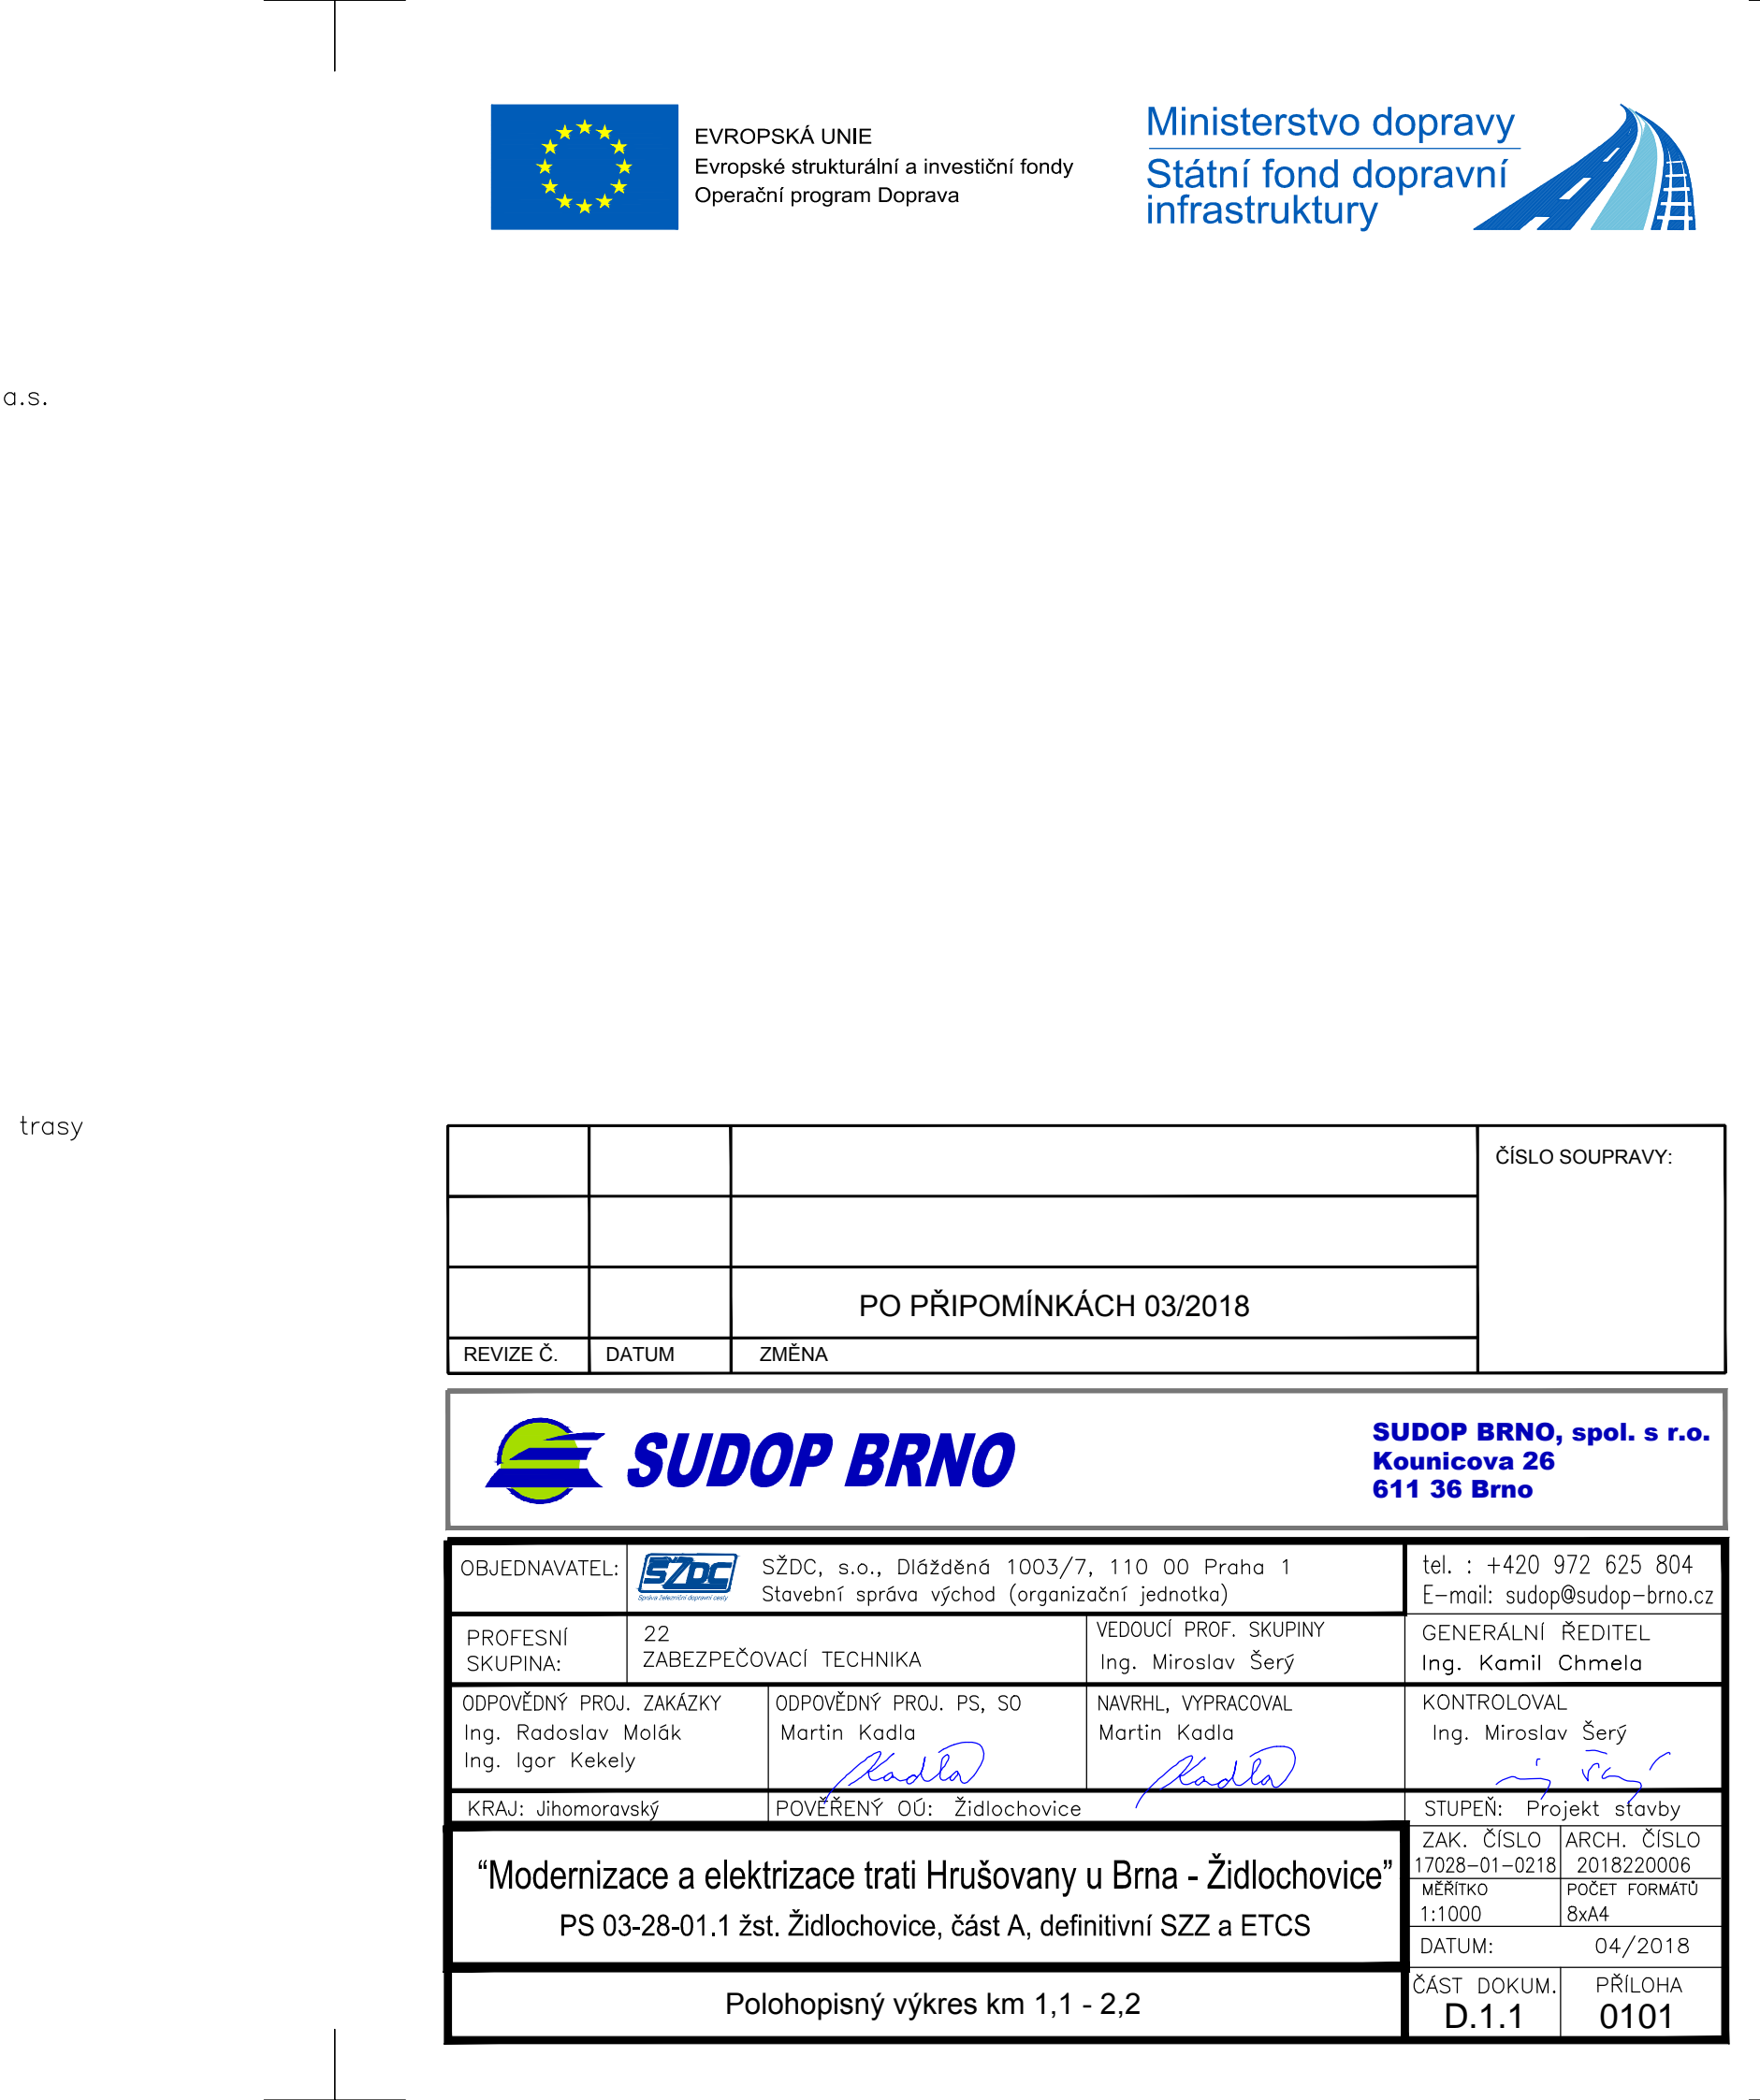 EVROPSKÁ UNIE
Evropské strukturální a investiční fondy
Operační program Doprava
Ministerstvo dopravy
Státní fond dopravní
infrastruktury
a.s.
trasy
ČÍSLO SOUPRAVY:
PO PŘIPOMÍNKÁCH 03/2018
REVIZE Č. DATUM ZMĚNA
SUDOP BRNO
SUDOP BRNO, spol. s r.o.
Kounicova 26
611 36 Brno
OBJEDNAVATEL:
SŽDC
Správa železniční dopravní cesty
SŽDC, s.o., Dlážděná 1003/7, 110 00 Praha 1
Stavební správa východ (organizační jednotka)
tel. : +420 972 625 804
E-mail: sudop@sudop-brno.cz
PROFESNÍ
SKUPINA:
22
ZABEZPEČOVACÍ TECHNIKA
VEDOUCÍ PROF. SKUPINY
Ing. Miroslav Šerý
GENERÁLNÍ ŘEDITEL
Ing. Kamil Chmela
ODPOVĚDNÝ PROJ. ZAKÁZKY
Ing. Radoslav Molák
Ing. Igor Kekely
ODPOVĚDNÝ PROJ. PS, SO
Martin Kadla
Kadla
NAVRHL, VYPRACOVAL
Martin Kadla
Kadla
KONTROLOVAL
Ing. Miroslav Šerý
KRAJ: Jihomoravský
POVĚŘENÝ OÚ: Židlochovice
STUPEŇ: Projekt stavby
“Modernizace a elektrizace trati Hrušovany u Brna - Židlochovice”
PS 03-28-01.1 žst. Židlochovice, část A, definitivní SZZ a ETCS
ZAK. ČÍSLO
17028-01-0218
ARCH. ČÍSLO
2018220006
MĚŘÍTKO
1:1000
POČET FORMÁTŮ
8xA4
DATUM: 04/2018
Polohopisný výkres km 1,1 - 2,2
ČÁST DOKUM.
D.1.1
PŘÍLOHA
0101